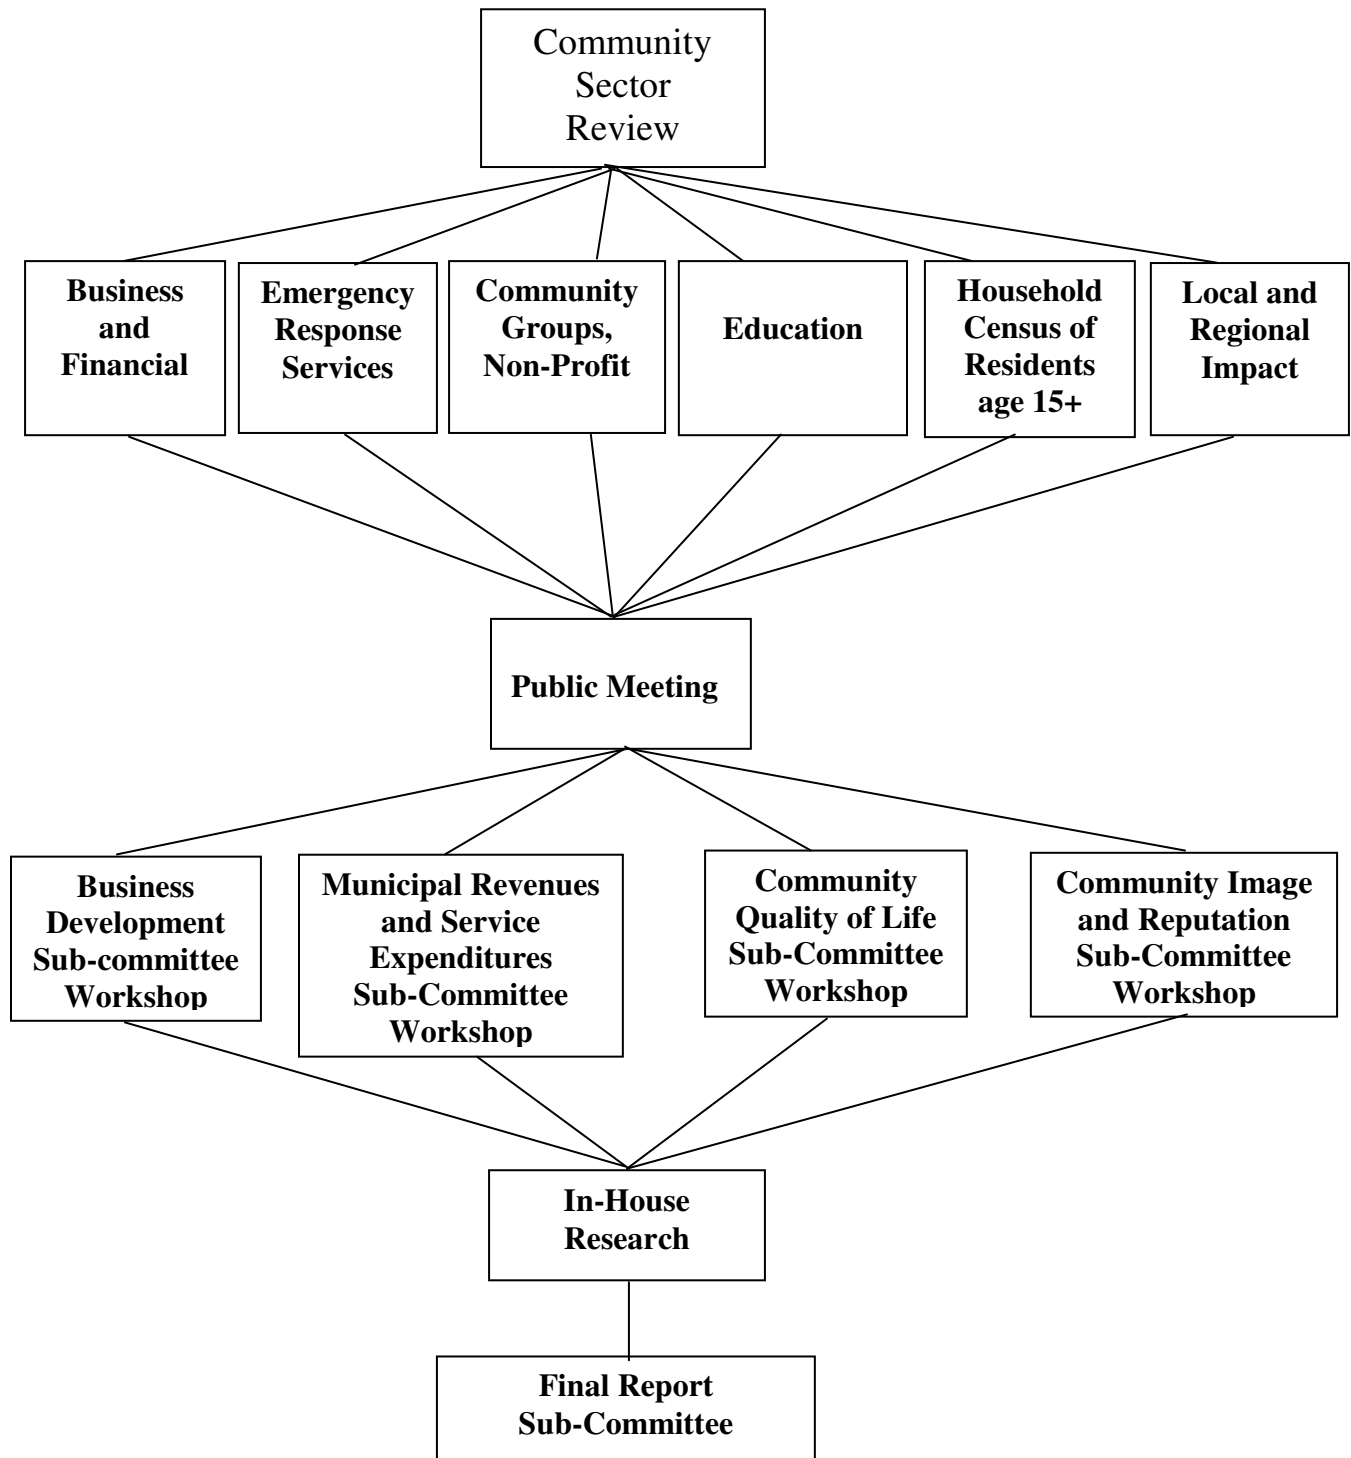 Community
Sector
Review
Business
and
Financial
Emergency
Response
Services
Community
Groups,
Non-Profit
Education
Household
Census of
Residents
age 15+
Local and
Regional
Impact
Public Meeting
Business
Development
Sub-committee
Workshop
Municipal Revenues
and Service
Expenditures
Sub-Committee
Workshop
Community
Quality of Life
Sub-Committee
Workshop
Community Image
and Reputation
Sub-Committee
Workshop
In-House
Research
Final Report
Sub-Committee